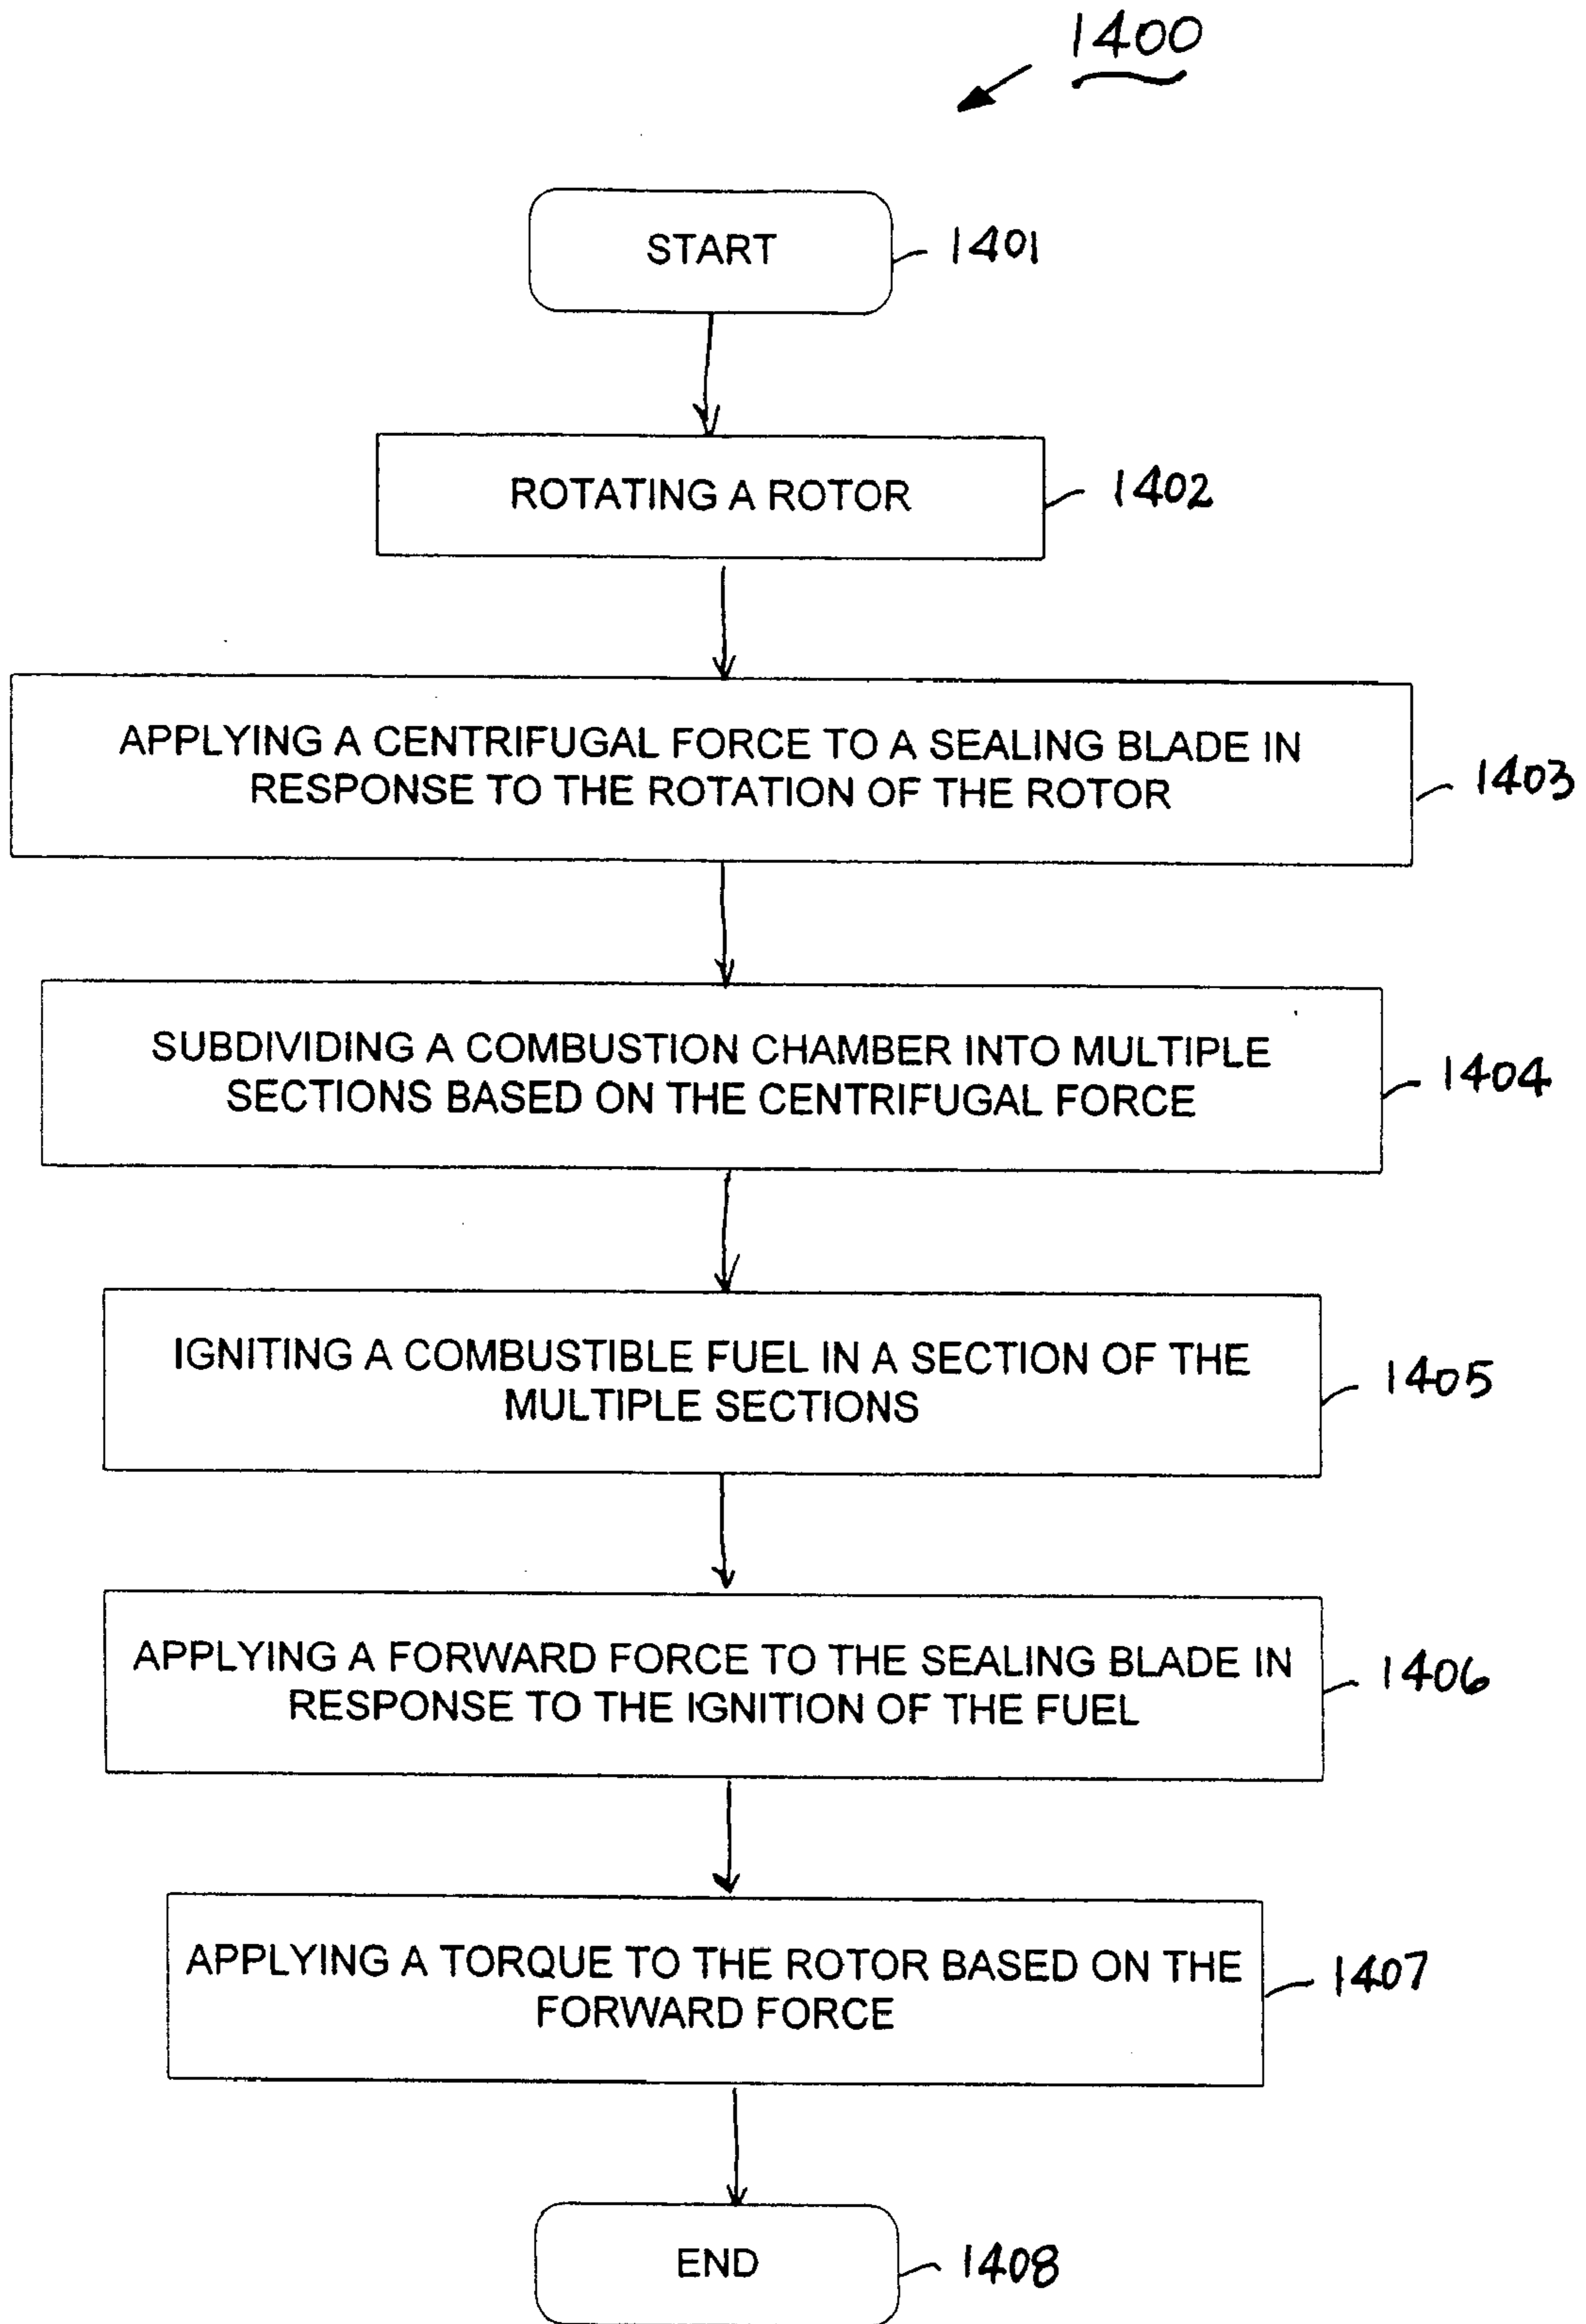 1400
START
1401
ROTATING A ROTOR
1402
APPLYING A CENTRIFUGAL FORCE TO A SEALING BLADE IN
RESPONSE TO THE ROTATION OF THE ROTOR
1403
SUBDIVIDING A COMBUSTION CHAMBER INTO MULTIPLE
SECTIONS BASED ON THE CENTRIFUGAL FORCE
1404
IGNITING A COMBUSTIBLE FUEL IN A SECTION OF THE
MULTIPLE SECTIONS
1405
APPLYING A FORWARD FORCE TO THE SEALING BLADE IN
RESPONSE TO THE IGNITION OF THE FUEL
1406
APPLYING A TORQUE TO THE ROTOR BASED ON THE
FORWARD FORCE
1407
END
1408